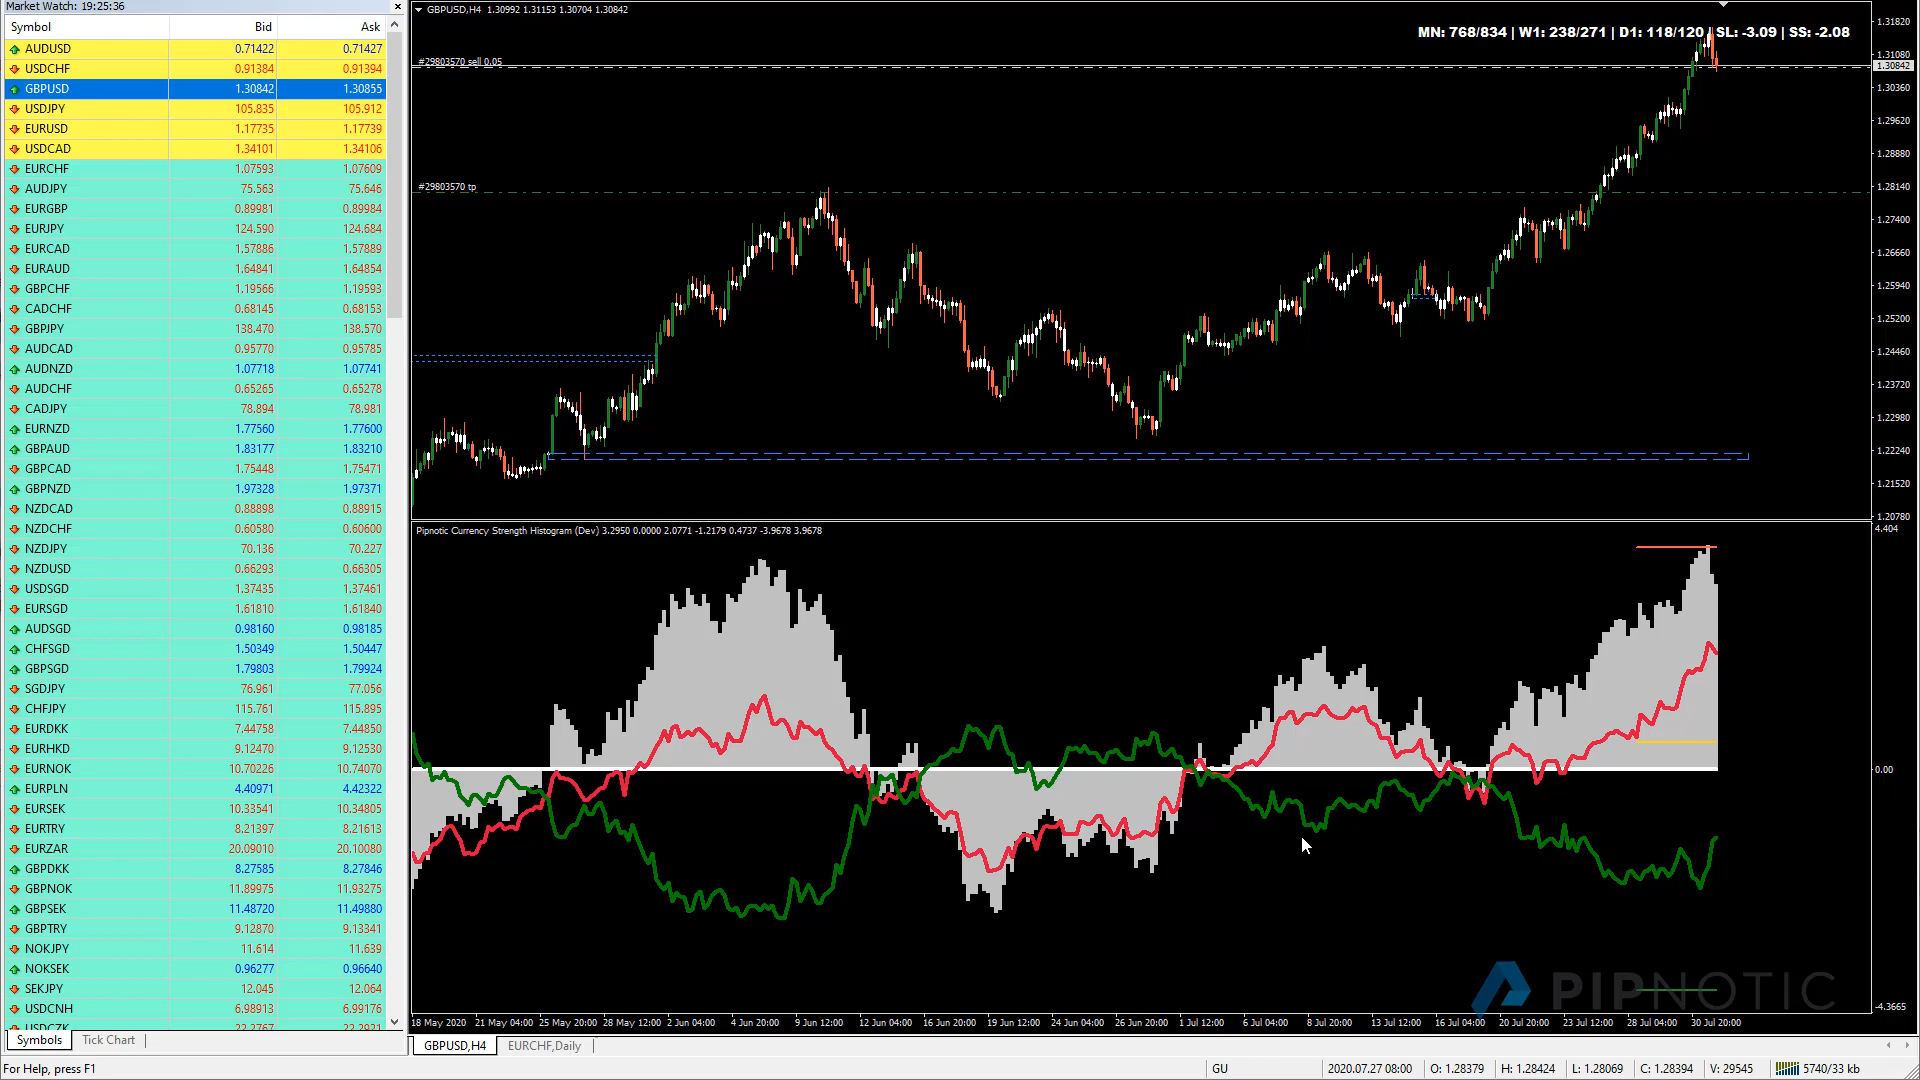 Market Watch: 19:25:36
Symbol Bid Ask
AUDUSD 0.71422 0.71427
USDCHF 0.91384 0.91394
GBPUSD 1.30842 1.30855
USDJPY 105.835 105.912
EURUSD 1.17735 1.17739
USDCAD 1.34101 1.34106
EURCHF 1.07593 1.07609
AUDJPY 75.563 75.646
EURGBP 0.89981 0.89984
EURJPY 124.590 124.684
EURCAD 1.57886 1.57889
EURAUD 1.64841 1.64854
GBPCHF 1.19566 1.19593
CADCHF 0.68145 0.68153
GBPJPY 138.470 138.570
AUDCAD 0.95770 0.95785
AUDNZD 1.07718 1.07741
AUDCHF 0.65265 0.65278
CADJPY 78.894 78.981
EURNZD 1.77560 1.77600
GBPAUD 1.83177 1.83210
GBPCAD 1.75448 1.75471
GBPNZD 1.97328 1.97371
NZDCAD 0.88898 0.88915
NZDCHF 0.60580 0.60600
NZDJPY 70.136 70.227
NZDUSD 0.66293 0.66305
USDSGD 1.37435 1.37461
EURSGD 1.61810 1.61840
AUDSGD 0.98160 0.98185
CHFSGD 1.50349 1.50447
GBPSGD 1.79803 1.79924
SGDJPY 76.961 77.056
CHFJPY 115.761 115.895
EURDKK 7.44758 7.44850
EURHKD 9.12470 9.12530
EURNOK 10.70226 10.74070
EURPLN 4.40971 4.42322
EURSEK 10.33541 10.34805
EURTRY 8.21397 8.21613
EURZAR 20.09010 20.10080
GBPDKK 8.27585 8.27846
GBPNOK 11.89975 11.93275
GBPSEK 11.48720 11.49880
GBPTRY 9.12870 9.13341
NOKJPY 11.614 11.639
NOKSEK 0.96277 0.96640
SEKJPY 12.045 12.064
USDCNH 6.98913 6.99176
USDCZK 22.2767 22.2921
Symbols Tick Chart
GBPUSD,H4 1.30992 1.31153 1.30704 1.30842
MN: 768/834 | W1: 238/271 | D1: 118/120 | SL: -3.09 | SS: -2.08
#29803570 sell 0.05
#29803570 tp
1.31820
1.31080
1.30842
1.30360
1.29620
1.28880
1.28140
1.27400
1.26660
1.25940
1.25200
1.24460
1.23720
1.22980
1.22240
1.21520
1.20780
Pipnotic Currency Strength Histogram (Dev) 3.2950 0.0000 2.0771 -1.2179 0.4737 -3.9678 3.9678
4.404
0.00
-4.3665
PIPNOTIC
18 May 2020 21 May 04:00 25 May 20:00 28 May 12:00 2 Jun 04:00 4 Jun 20:00 9 Jun 12:00 12 Jun 04:00 16 Jun 20:00 19 Jun 12:00 24 Jun 04:00 26 Jun 20:00 1 Jul 12:00 6 Jul 04:00 8 Jul 20:00 13 Jul 12:00 16 Jul 04:00 20 Jul 20:00 23 Jul 12:00 28 Jul 04:00 30 Jul 20:00
GBPUSD,H4 EURCHF,Daily
For Help, press F1 GU 2020.07.27 08:00 O: 1.28379 H: 1.28424 L: 1.28069 C: 1.28394 V: 29545 5740/33 kb